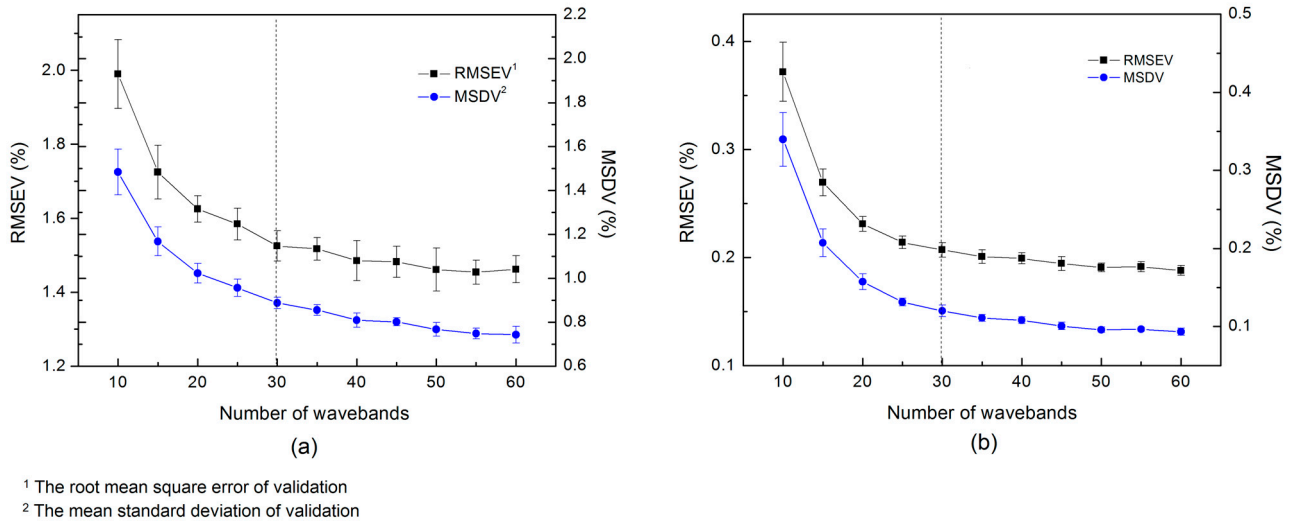 2.0
1.8
1.6
1.4
1.2
RMSEV (%)
2.2
2.0
1.8
1.6
1.4
1.2
1.0
0.8
0.6
MSDV (%)
RMSEV¹
MSDV²
10 20 30 40 50 60
Number of wavebands
(a)
0.4
0.3
0.2
0.1
RMSEV (%)
0.5
0.4
0.3
0.2
0.1
MSDV (%)
RMSEV
MSDV
10 20 30 40 50 60
Number of wavebands
(b)
¹ The root mean square error of validation
² The mean standard deviation of validation